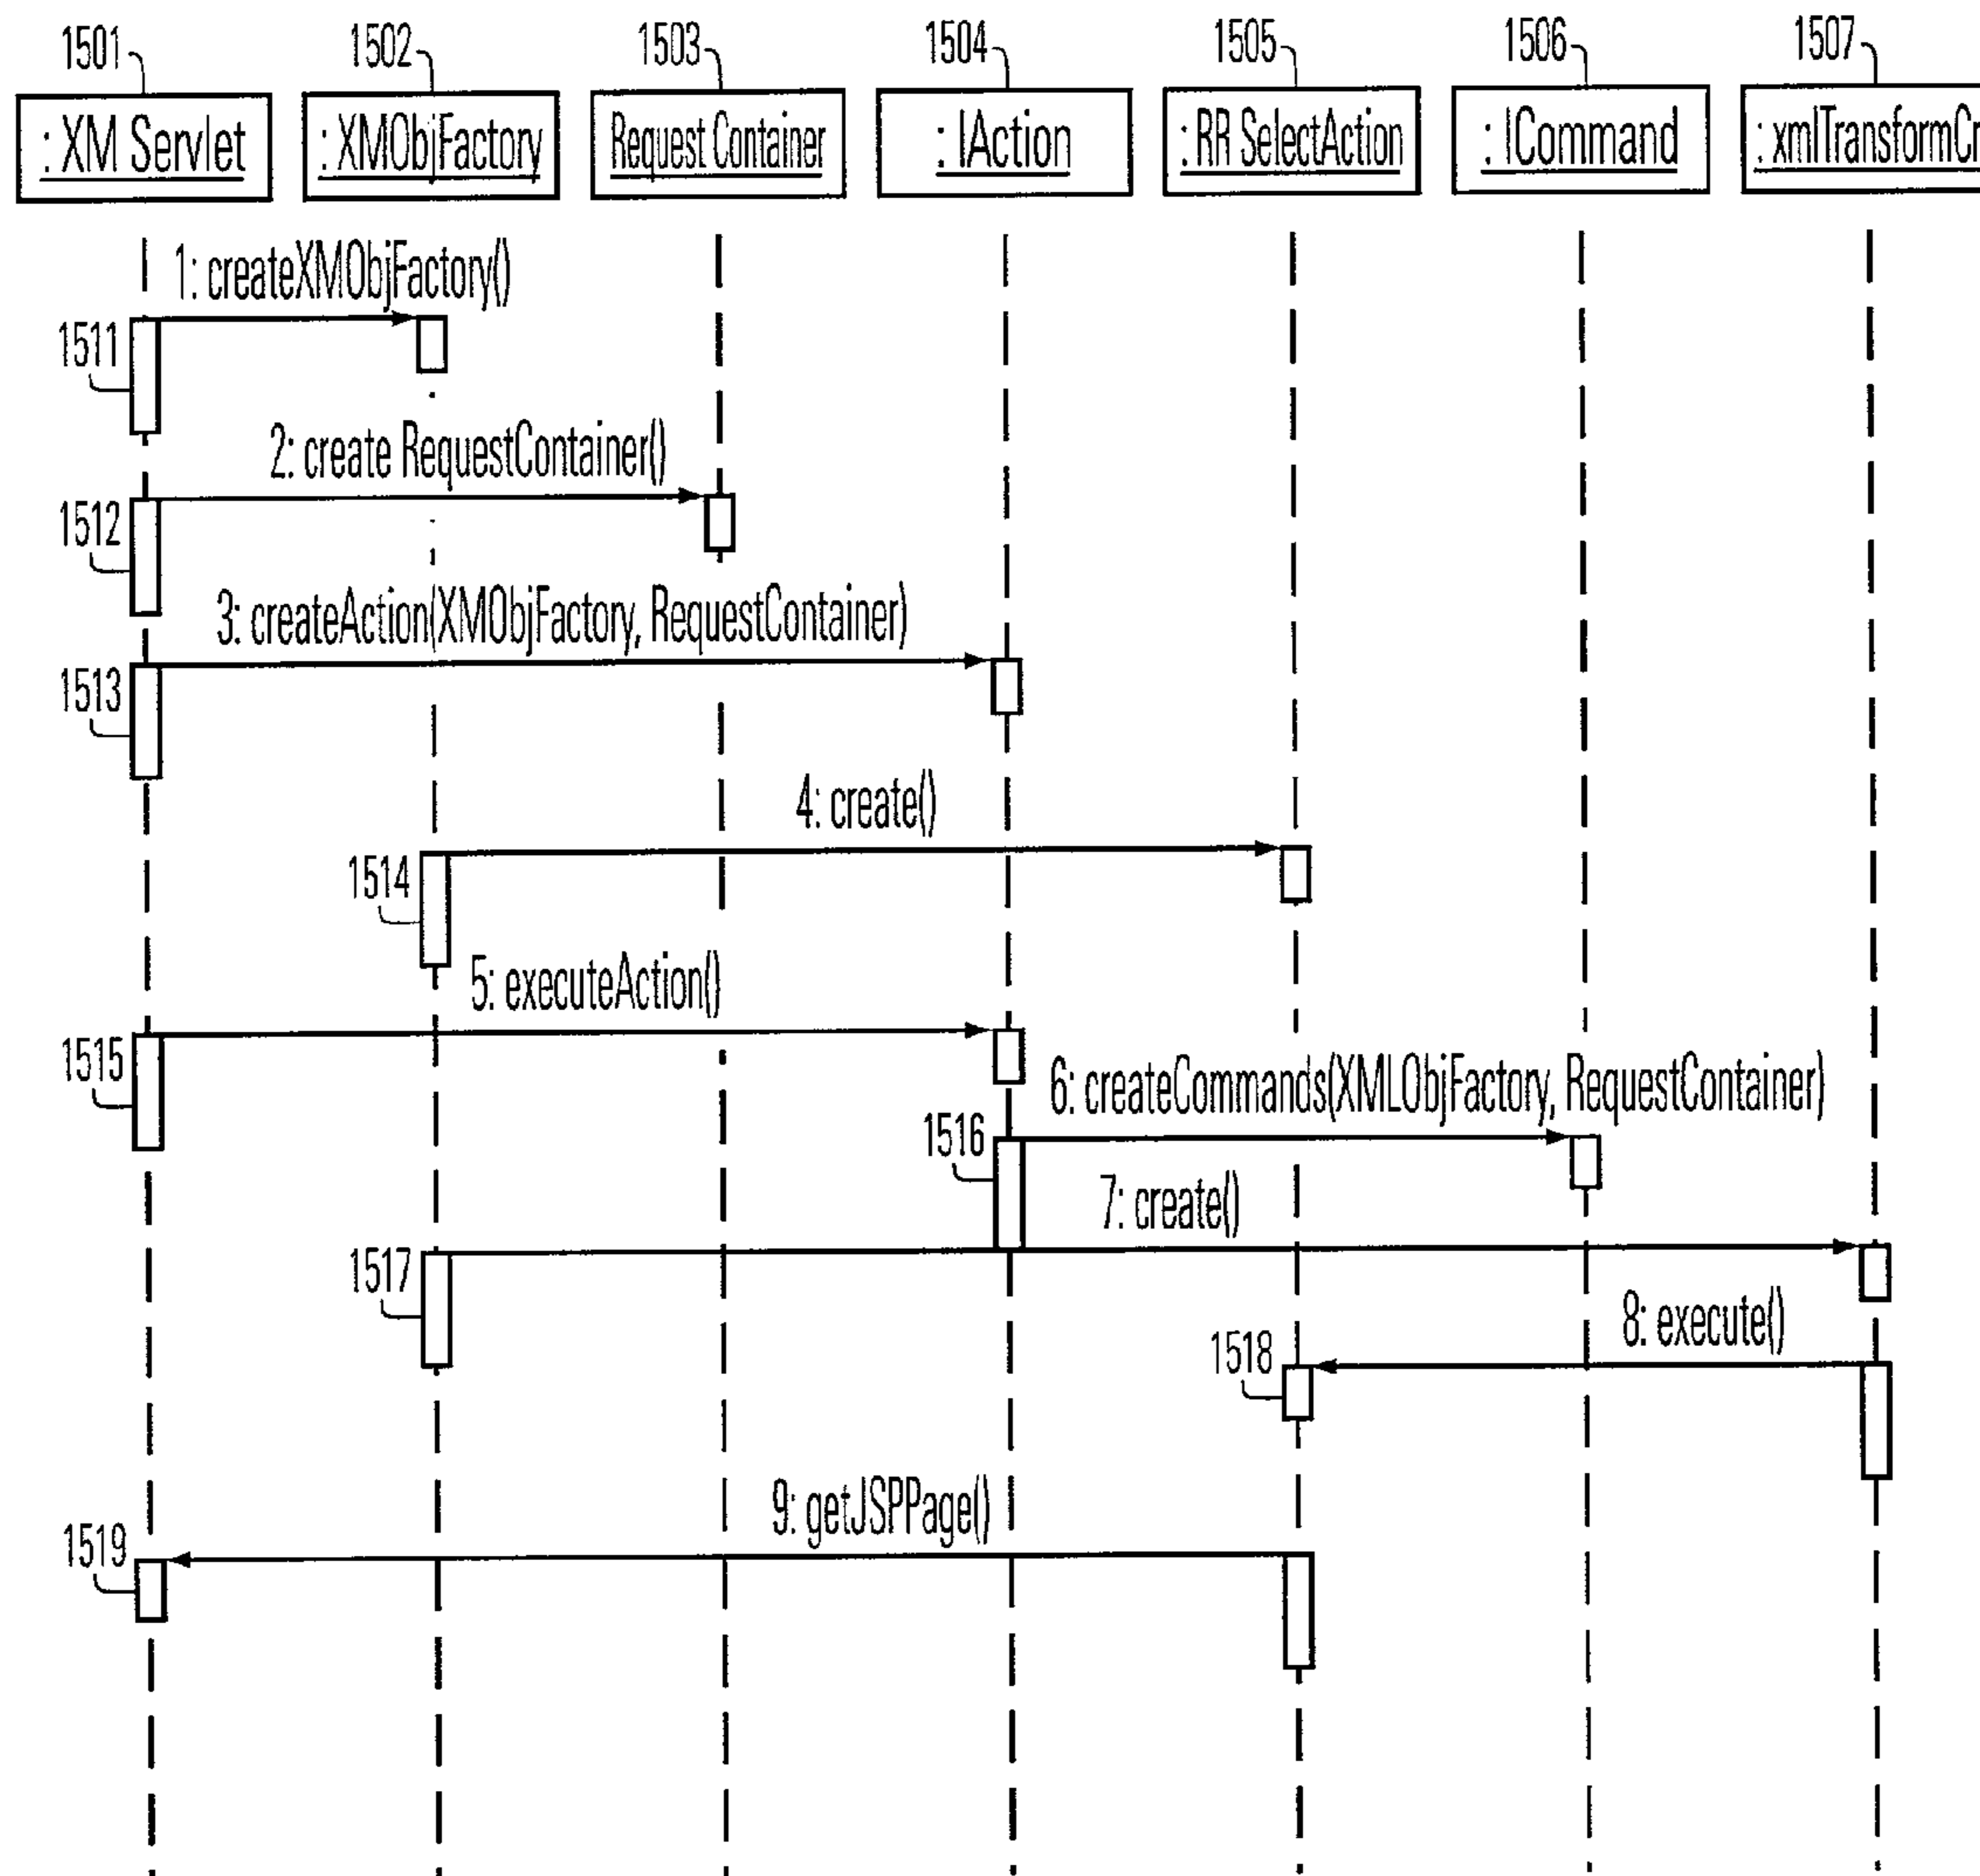 1501
1502
1503
1504
1505
1506
1507
: XM Servlet
: XMObjFactory
Request Container
: IAction
: RR SelectAction
: ICommand
1: createXMObjFactory()
1511
2: create RequestContainer()
1512
3: createAction(XMObjFactory, RequestContainer)
1513
4: create()
1514
5: executeAction()
1515
6: createCommands(XMLObjFactory, RequestContainer)
1516
7: create()
1517
8: execute()
1518
9: getJSPPage()
1519